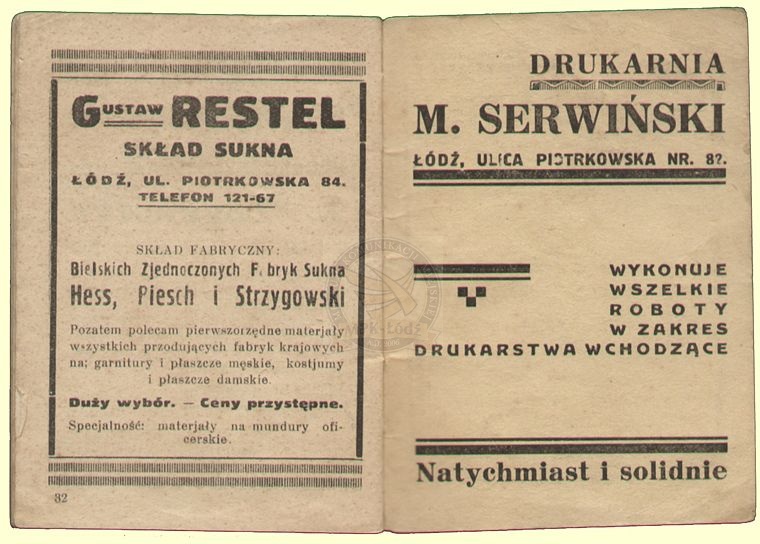 GUSTAW RESTEL
SKŁAD SUKNA
ŁÓDŹ, UL. PIOTRKOWSKA 84.
TELEFON 121-67
SKŁAD FABRYCZNY:
Bielskich Zjednoczonych F bryk Sukna
Hess, Piesch i Strzygowski
Pozatem polecam pierwszorzędne materjały
wszystkich przodujących fabryk krajowych
na; garnitury i płaszcze męskie, kostjumy
i płaszcze damskie.
Duży wybór. — Ceny przystępne.
Specjalność: materjały na mundury ofi-
cerskie.
32
DRUKARNIA
M. SERWIŃSKI
ŁÓDŹ, ULICA PIOTRKOWSKA NR.
WYKONUJE
WSZELKIE
ROBOTY
W ZAKRES
DRUKARSTWA WCHODZĄCE
Natychmiast i solidnie